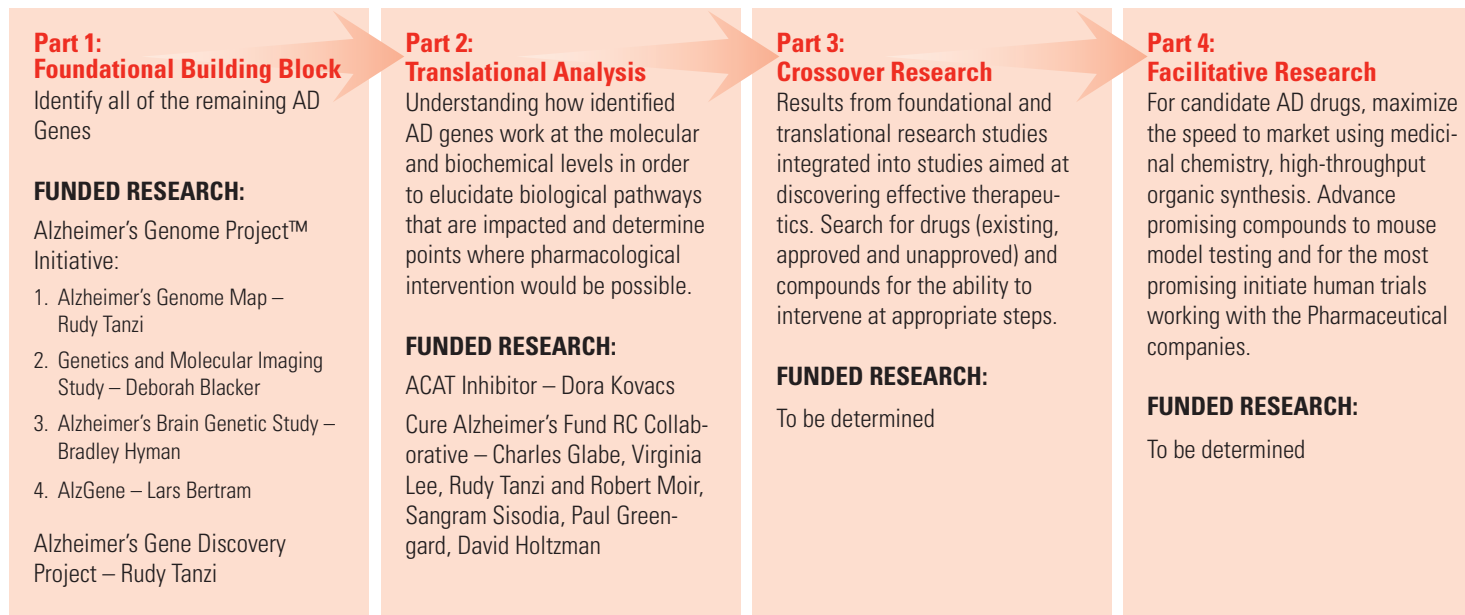 Part 1:
Foundational Building Block
Identify all of the remaining AD
Genes
FUNDED RESEARCH:
Alzheimer’s Genome Project™
Initiative:
1. Alzheimer’s Genome Map –
Rudy Tanzi
2. Genetics and Molecular Imaging
Study – Deborah Blacker
3. Alzheimer’s Brain Genetic Study –
Bradley Hyman
4. AlzGene – Lars Bertram
Alzheimer’s Gene Discovery
Project – Rudy Tanzi
Part 2:
Translational Analysis
Understanding how identified
AD genes work at the molecular
and biochemical levels in order
to elucidate biological pathways
that are impacted and determine
points where pharmacological
intervention would be possible.
FUNDED RESEARCH:
ACAT Inhibitor – Dora Kovacs
Cure Alzheimer’s Fund RC Collab-
orative – Charles Glabe, Virginia
Lee, Rudy Tanzi and Robert Moir,
Sangram Sisodia, Paul Green-
gard, David Holtzman
Part 3:
Crossover Research
Results from foundational and
translational research studies
integrated into studies aimed at
discovering effective therapeu-
tics. Search for drugs (existing,
approved and unapproved) and
compounds for the ability to
intervene at appropriate steps.
FUNDED RESEARCH:
To be determined
Part 4:
Facilitative Research
For candidate AD drugs, maximize
the speed to market using medici-
nal chemistry, high-throughput
organic synthesis. Advance
promising compounds to mouse
model testing and for the most
promising initiate human trials
working with the Pharmaceutical
companies.
FUNDED RESEARCH:
To be determined